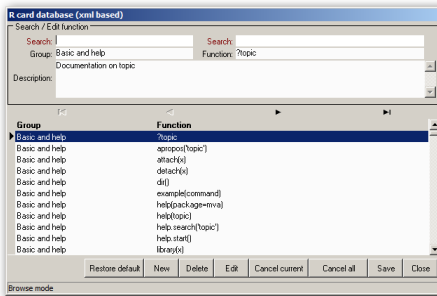 R card database (xml based)
Search / Edit function
Search: Search:
Group: Basic and help Function: ?topic
Description: Documentation on topic
Group Function
Basic and help ?topic
Basic and help apropos('topic')
Basic and help attach(x)
Basic and help detach(x)
Basic and help dir()
Basic and help example(command)
Basic and help help(package=mva)
Basic and help help(topic)
Basic and help help.search('topic')
Basic and help help.start()
Basic and help library(x)
Restore default New Delete Edit Cancel current Cancel all Save Close
Browse mode